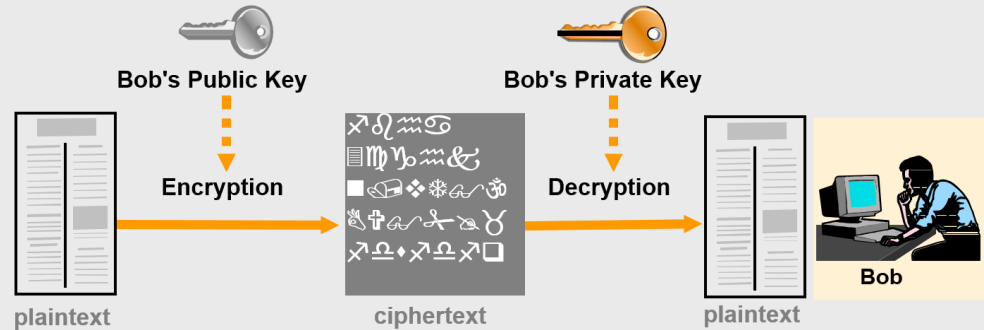 Bob's Public Key
Bob's Private Key
Encryption
Decryption
Bob
plaintext
ciphertext
plaintext